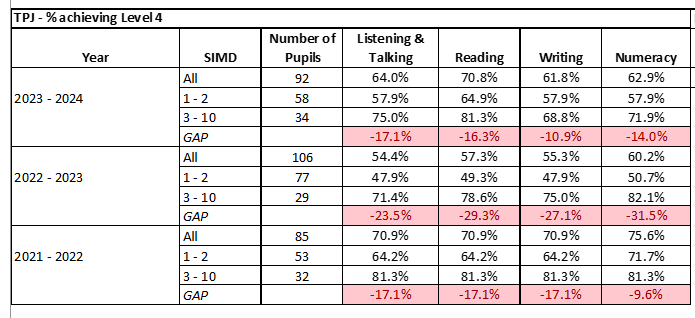 TPJ - % achieving Level 4
Year SIMD Number of Pupils Listening & Talking Reading Writing Numeracy
2023 - 2024
All 92 64.0% 70.8% 61.8% 62.9%
1 - 2 58 57.9% 64.9% 57.9% 57.9%
3 - 10 34 75.0% 81.3% 68.8% 71.9%
GAP -17.1% -16.3% -10.9% -14.0%
2022 - 2023
All 106 54.4% 57.3% 55.3% 60.2%
1 - 2 77 47.9% 49.3% 47.9% 50.7%
3 - 10 29 71.4% 78.6% 75.0% 82.1%
GAP -23.5% -29.3% -27.1% -31.5%
2021 - 2022
All 85 70.9% 70.9% 70.9% 75.6%
1 - 2 53 64.2% 64.2% 64.2% 71.7%
3 - 10 32 81.3% 81.3% 81.3% 81.3%
GAP -17.1% -17.1% -17.1% -9.6%